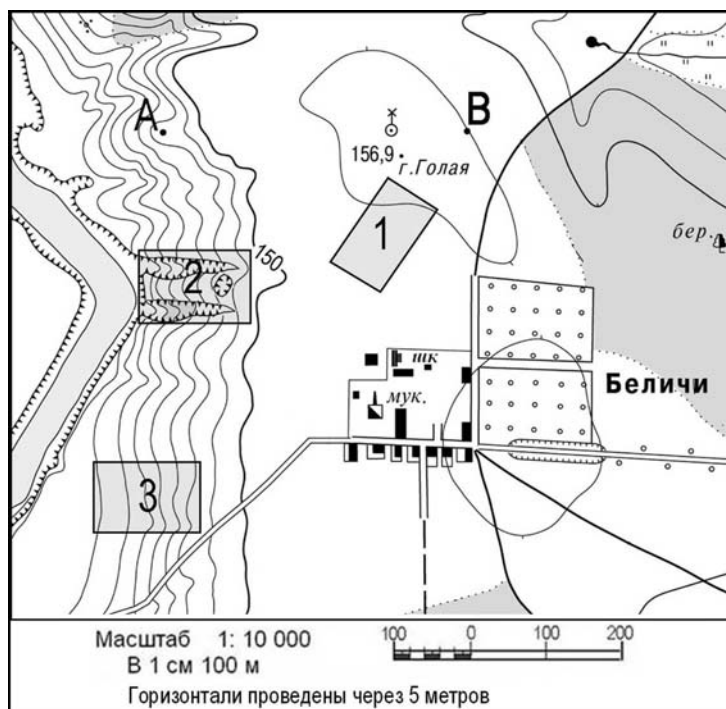 А
В
156,9
г.Голая
1
бер.
2
150
шк
Беличи
мук.
3
Масштаб 1: 10 000
В 1 см 100 м
100 0 100 200
Горизонтали проведены через 5 метров